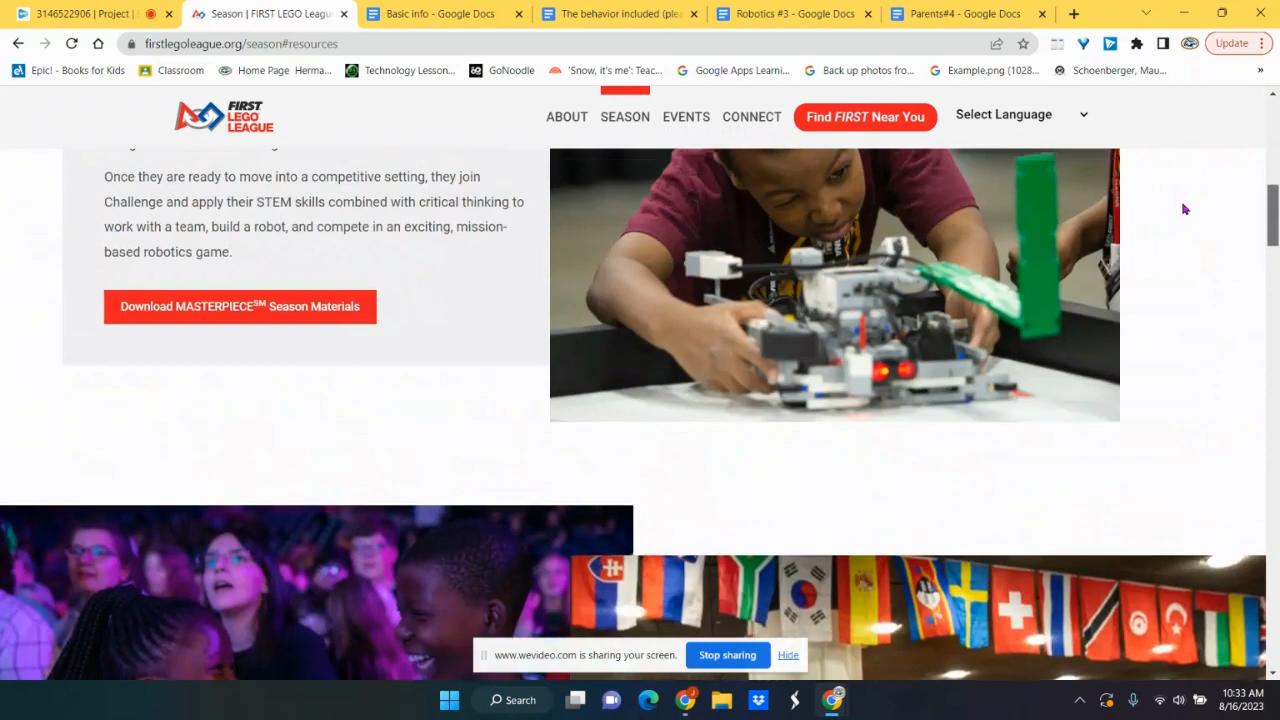 3146522906 | Project |
Season | FIRST LEGO Leagu
Basic info - Google Docs
The behavior included (plea
Robotics #3 - Google Docs
Parents#4 - Google Docs
firstlegoleague.org/season#resources
Update
Epic! - Books for Kids
Classroom
Home Page Herma...
Technology Lesson...
GoNoodle
'Snow, it's me': Teac...
Google Apps Learni...
Back up photos fro...
Example.png (1028...
Schoenberger, Mau...
»
FIRST
LEGO
LEAGUE
ABOUT
SEASON
EVENTS
CONNECT
Find FIRST Near You
Select Language
Once they are ready to move into a competitive setting, they join
Challenge and apply their STEM skills combined with critical thinking to
work with a team, build a robot, and compete in an exciting, mission-
based robotics game.
Download MASTERPIECE℠ Season Materials
www.wevideo.com is sharing your screen.
Stop sharing
Hide
Search
10:33 AM
8/16/2023